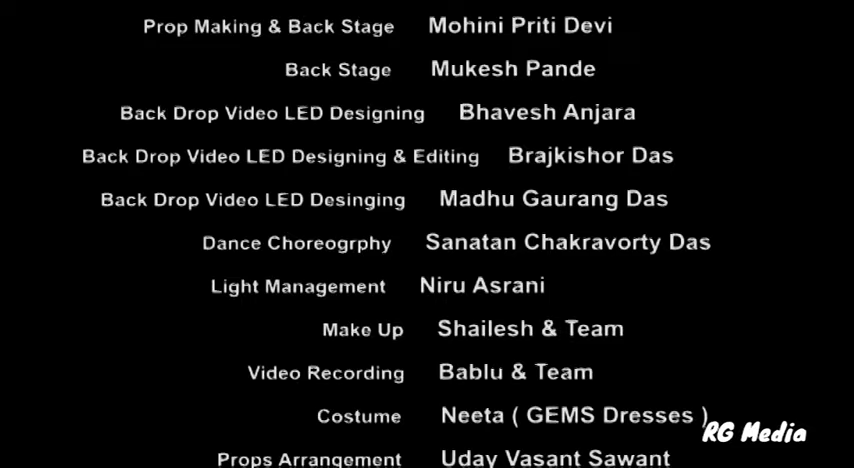 Prop Making & Back Stage Mohini Priti Devi
Back Stage Mukesh Pande
Back Drop Video LED Designing Bhavesh Anjara
Back Drop Video LED Designing & Editing Brajkishor Das
Back Drop Video LED Desinging Madhu Gaurang Das
Dance Choreogrphy Sanatan Chakravorty Das
Light Management Niru Asrani
Make Up Shailesh & Team
Video Recording Bablu & Team
Costume Neeta ( GEMS Dresses )
RG Media
Props Arrangement Uday Vasant Sawant